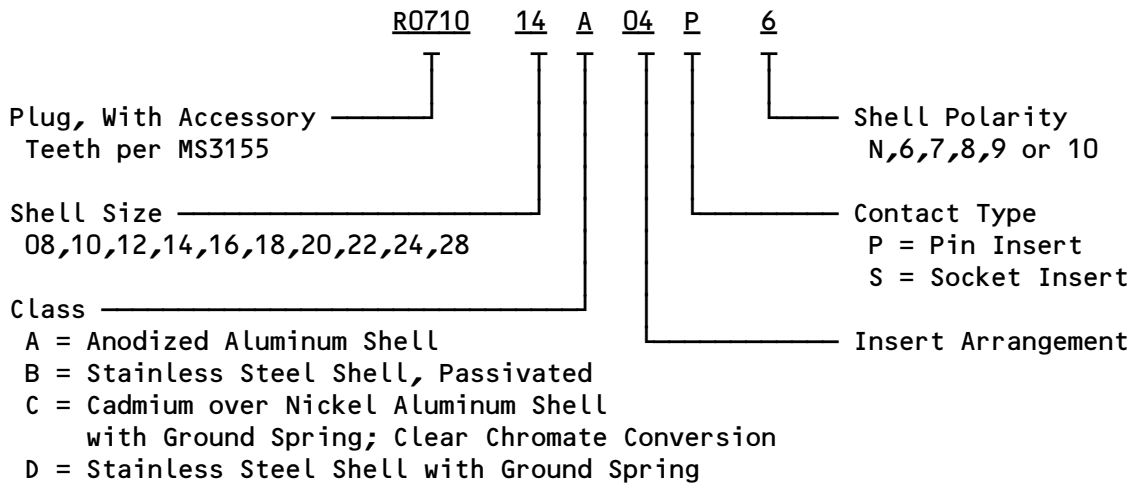 R0710 14 A 04 P 6
Plug, With Accessory
Teeth per MS3155
Shell Size
08,10,12,14,16,18,20,22,24,28
Class
A = Anodized Aluminum Shell
B = Stainless Steel Shell, Passivated
C = Cadmium over Nickel Aluminum Shell
with Ground Spring; Clear Chromate Conversion
D = Stainless Steel Shell with Ground Spring
Shell Polarity
N,6,7,8,9 or 10
Contact Type
P = Pin Insert
S = Socket Insert
Insert Arrangement